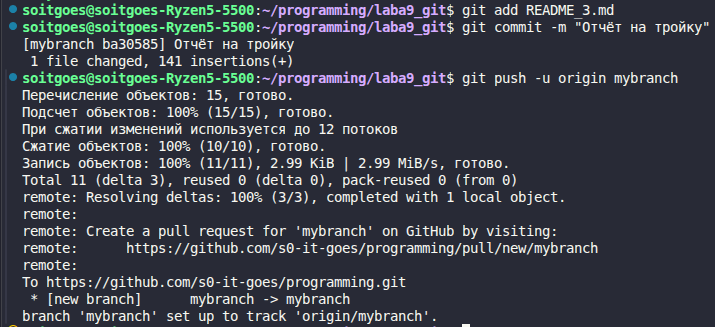 soitgoes@soitgoes-Ryzen5-5500:~/programming/laba9_git$ git add README_3.md
soitgoes@soitgoes-Ryzen5-5500:~/programming/laba9_git$ git commit -m "Отчёт на тройку"
[mybranch ba30585] Отчёт на тройку
 1 file changed, 141 insertions(+)
soitgoes@soitgoes-Ryzen5-5500:~/programming/laba9_git$ git push -u origin mybranch
Перечисление объектов: 15, готово.
Подсчет объектов: 100% (15/15), готово.
При сжатии изменений используется до 12 потоков
Сжатие объектов: 100% (10/10), готово.
Запись объектов: 100% (11/11), 2.99 KiB | 2.99 MiB/s, готово.
Total 11 (delta 3), reused 0 (delta 0), pack-reused 0 (from 0)
remote: Resolving deltas: 100% (3/3), completed with 1 local object.
remote:
remote: Create a pull request for 'mybranch' on GitHub by visiting:
remote:      https://github.com/s0-it-goes/programming/pull/new/mybranch
remote:
To https://github.com/s0-it-goes/programming.git
 * [new branch]      mybranch -> mybranch
branch 'mybranch' set up to track 'origin/mybranch'.